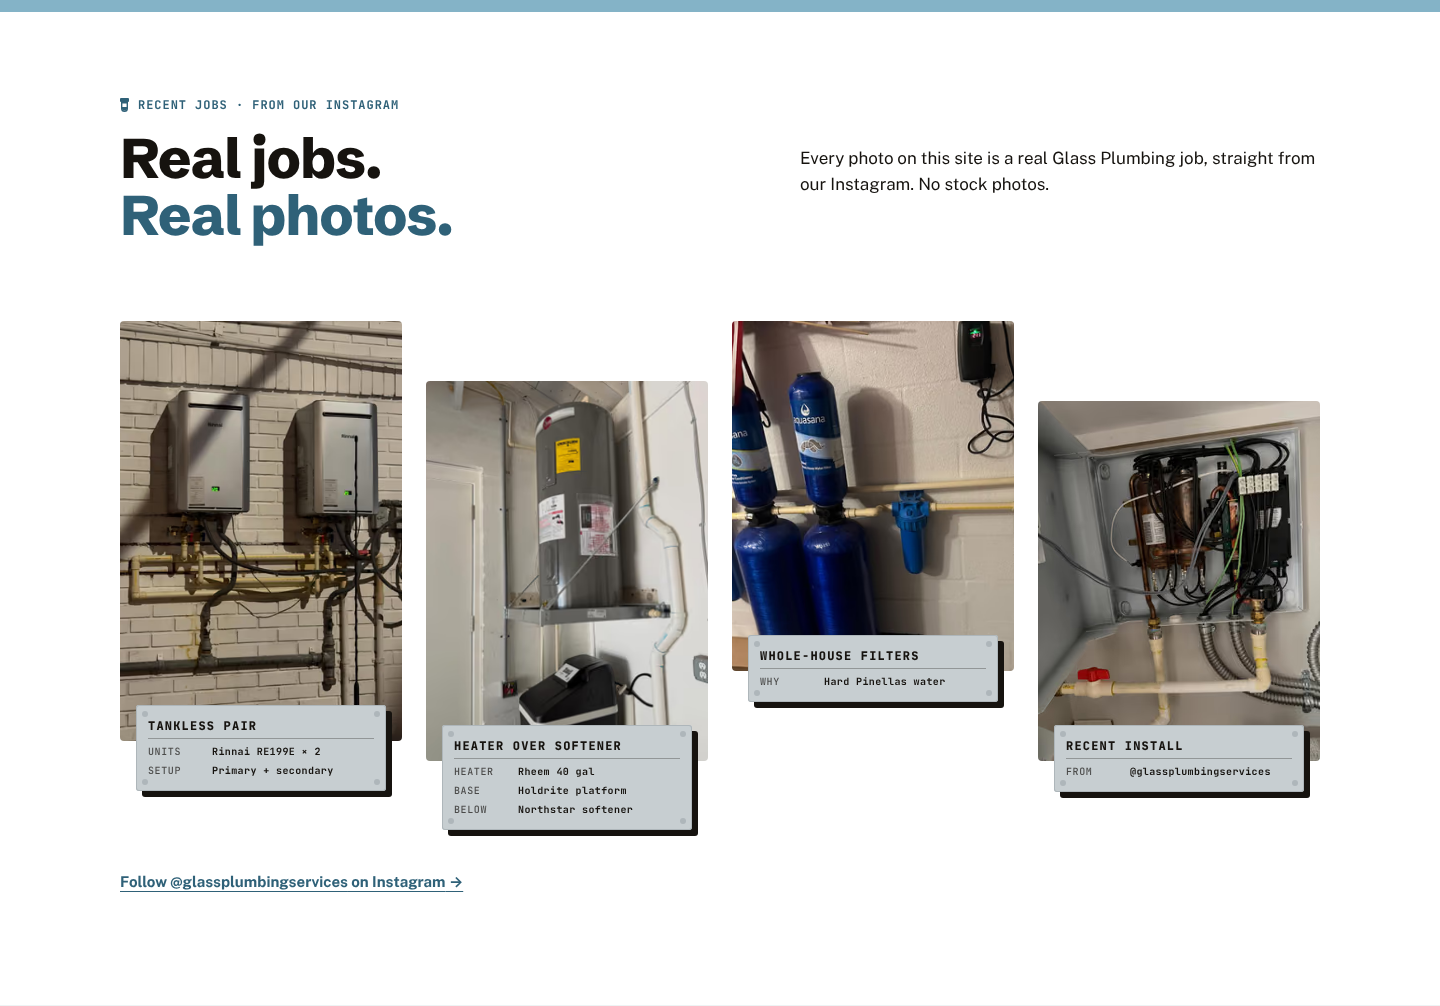 RECENT JOBS · FROM OUR INSTAGRAM
Real jobs.
Real photos.
Every photo on this site is a real Glass Plumbing job, straight from
our Instagram. No stock photos.
Rinnai
TANKLESS PAIR
UNITS Rinnai RE199E × 2
SETUP Primary + secondary
HEATER OVER SOFTENER
HEATER Rheem 40 gal
BASE Holdrite platform
BELOW Northstar softener
aquasana
WHOLE-HOUSE FILTERS
WHY Hard Pinellas water
RECENT INSTALL
FROM @glassplumbingservices
Follow @glassplumbingservices on Instagram →